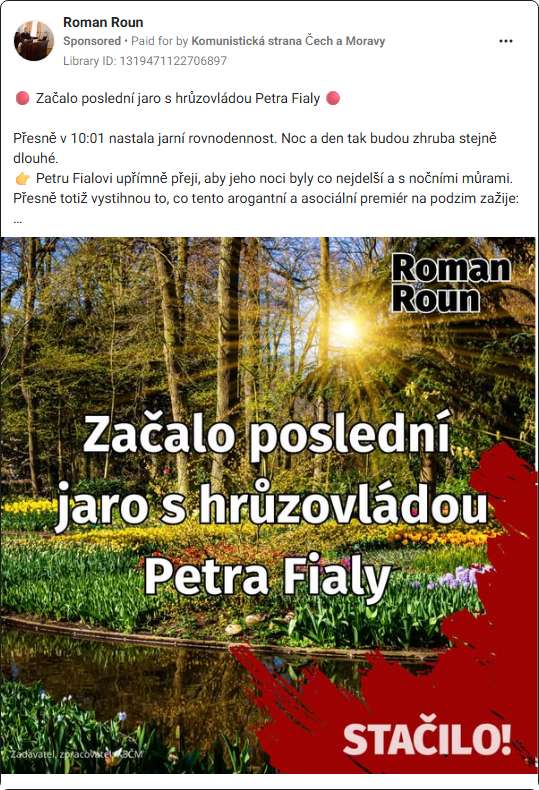 Roman Roun
Sponsored • Paid for by Komunistická strana Čech a Moravy
Library ID: 1319471122706897
🔴 Začalo poslední jaro s hrůzovládou Petra Fialy 🔴
Přesně v 10:01 nastala jarní rovnodennost. Noc a den tak budou zhruba stejně
dlouhé.
👉 Petru Fialovi upřímně přeji, aby jeho noci byly co nejdelší a s nočními můrami.
Přesně totiž vystihnou to, co tento arogantní a asociální premiér na podzim zažije:
...
Roman
Roun
Začalo poslední
jaro s hrůzovládou
Petra Fialy
STAČILO!
Zadavatel, zpracovatel: KSČM